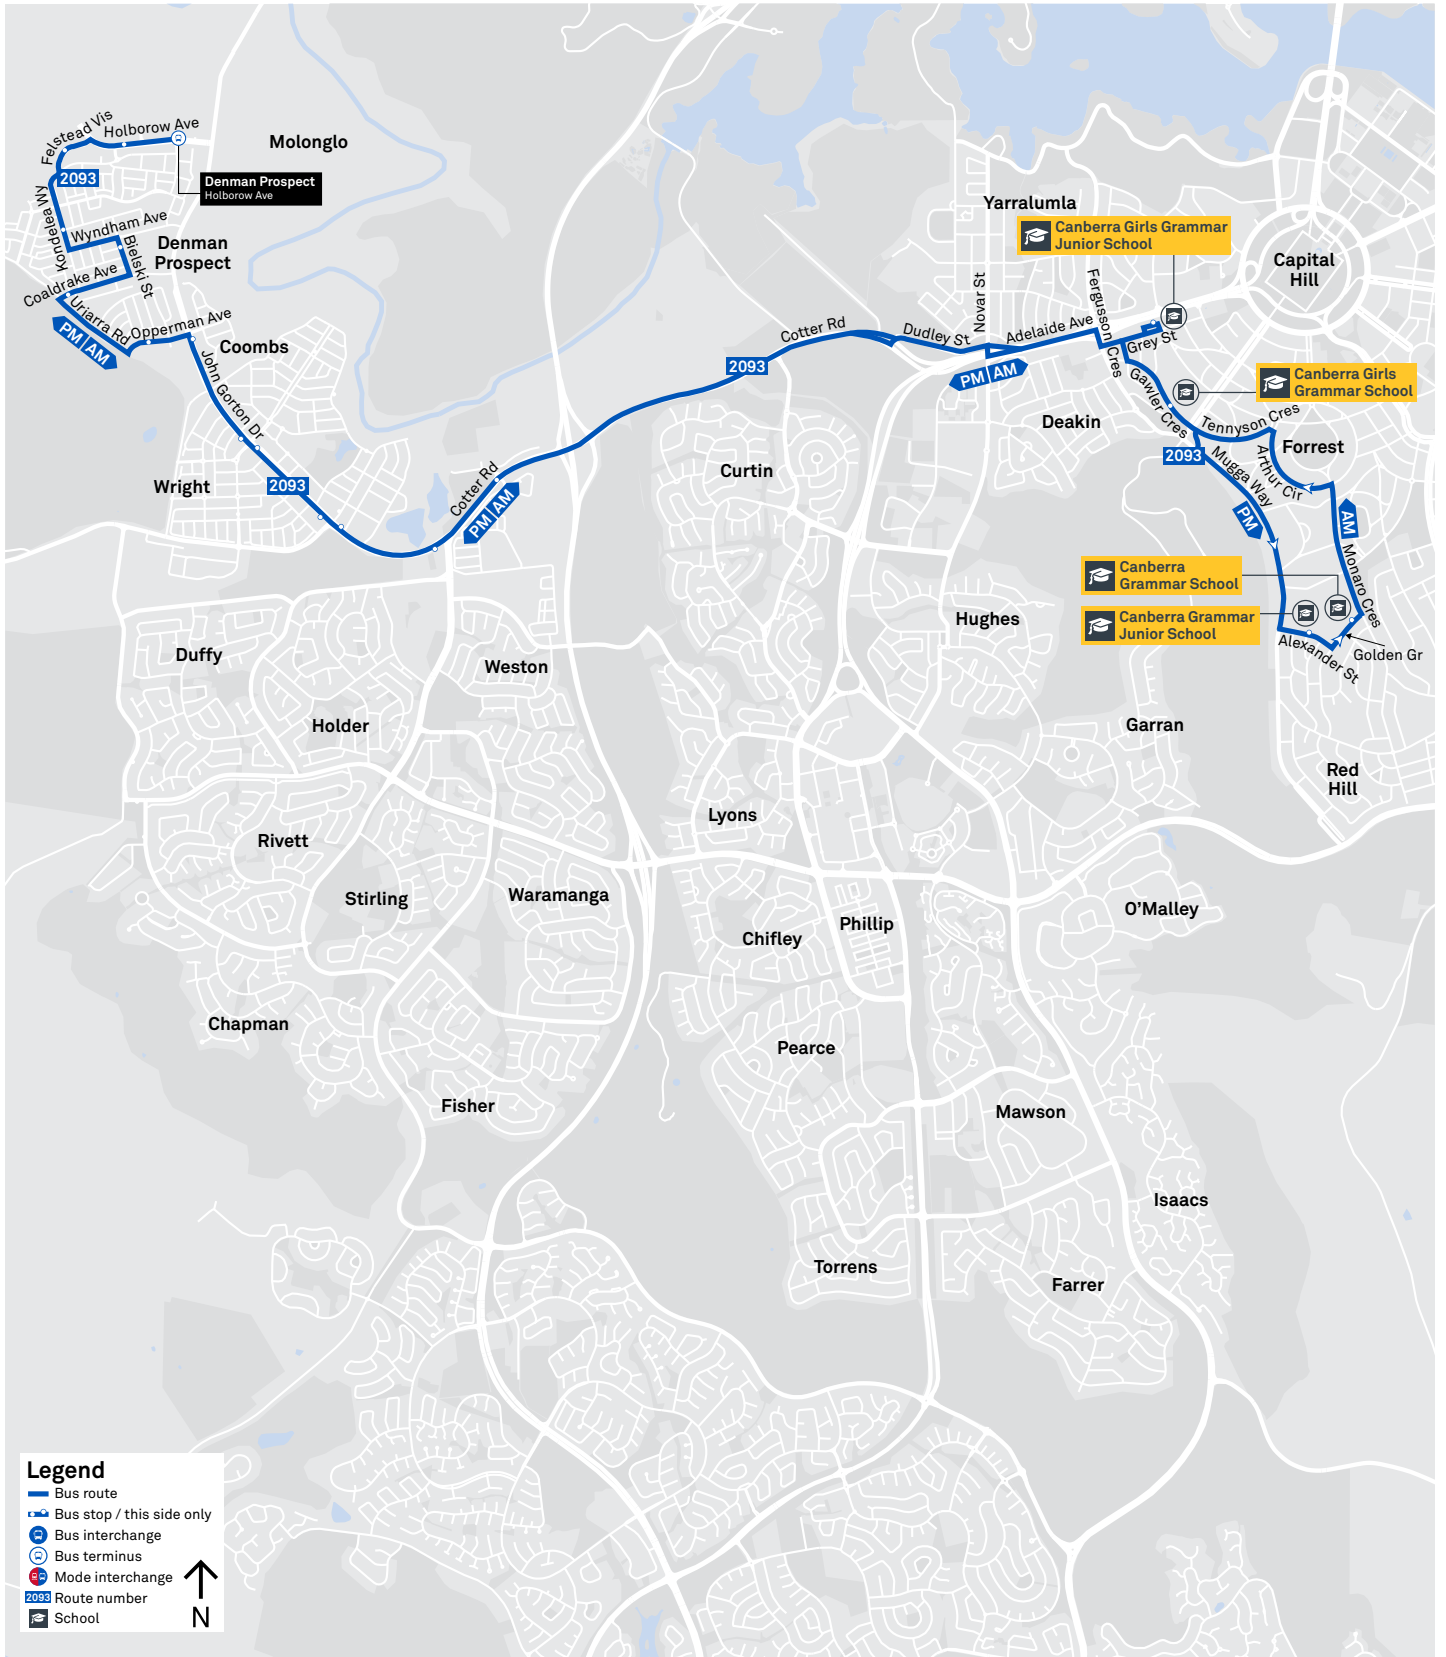 Felstead Vis
Holborow Ave
Molonglo
2093
Denman Prospect
Holborow Ave
Kondelea Wy
Wyndham Ave
Bielski St
Denman
Prospect
Coaldrake Ave
Uriarra Rd
Opperman Ave
PM AM
Coombs
John Gorton Dr
Wright
2093
Cotter Rd
PM AM
2093
Cotter Rd
Dudley St
Novar St
Adelaide Ave
PM AM
Yarralumla
Canberra Girls Grammar
Junior School
Capital
Hill
Fergusson Cres
Grey St
Gawler Cres
Canberra Girls
Grammar School
Deakin
Tennyson Cres
Forrest
2093
Mugga Way
Arthur Cir
PM
AM
Monaro Cres
Canberra
Grammar School
Canberra Grammar
Junior School
Alexander St
Golden Gr
Curtin
Hughes
Duffy
Weston
Holder
Garran
Red
Hill
Lyons
Rivett
Stirling
Waramanga
Phillip
O'Malley
Chifley
Chapman
Pearce
Fisher
Mawson
Isaacs
Torrens
Farrer
Legend
Bus route
Bus stop / this side only
Bus interchange
Bus terminus
Mode interchange
2093 Route number
School
N